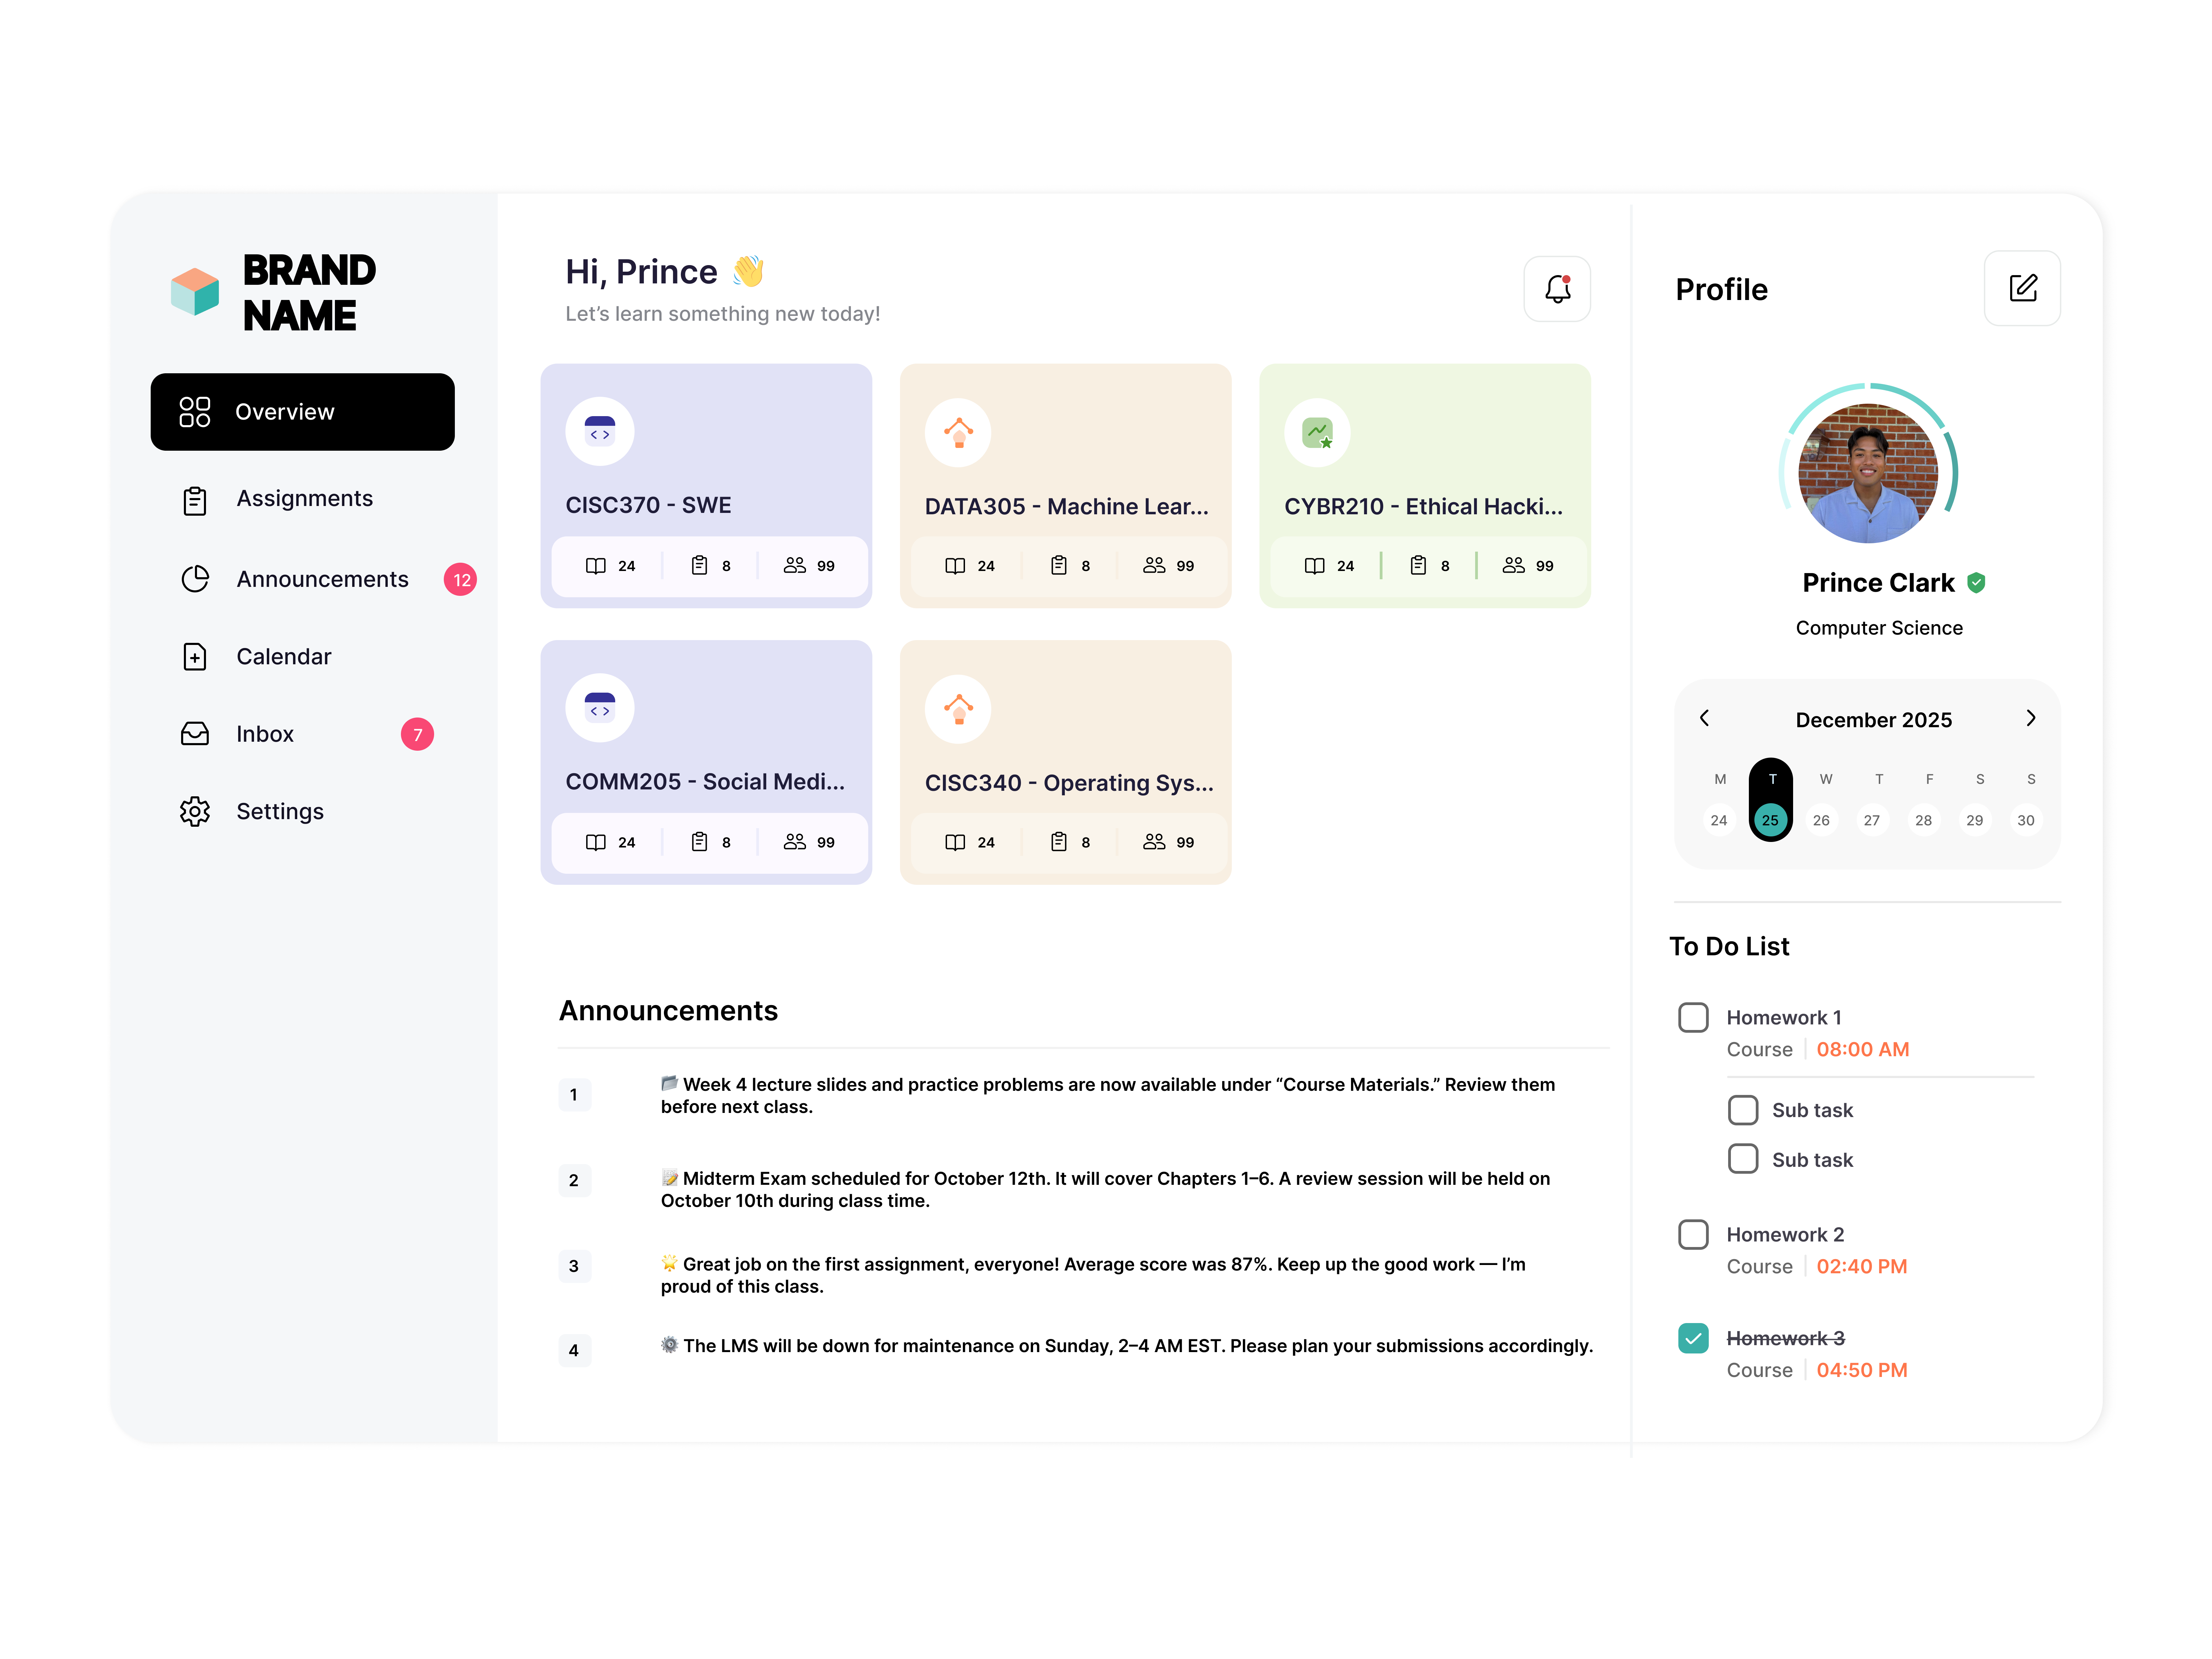 BRAND
NAME
Overview
Assignments
Announcements 12
Calendar
Inbox 7
Settings
Hi, Prince 👋
Let’s learn something new today!
CISC370 - SWE
24 8 99
DATA305 - Machine Lear...
24 8 99
CYBR210 - Ethical Hacki...
24 8 99
COMM205 - Social Medi...
24 8 99
CISC340 - Operating Sys...
24 8 99
Announcements
1
📁 Week 4 lecture slides and practice problems are now available under “Course Materials.” Review them
before next class.
2
📝 Midterm Exam scheduled for October 12th. It will cover Chapters 1–6. A review session will be held on
October 10th during class time.
3
🌟 Great job on the first assignment, everyone! Average score was 87%. Keep up the good work — I’m
proud of this class.
4
⚙️ The LMS will be down for maintenance on Sunday, 2–4 AM EST. Please plan your submissions accordingly.
Profile
Prince Clark
Computer Science
December 2025
M T W T F S S
24 25 26 27 28 29 30
To Do List
Homework 1
Course 08:00 AM
Sub task
Sub task
Homework 2
Course 02:40 PM
Homework 3
Course 04:50 PM